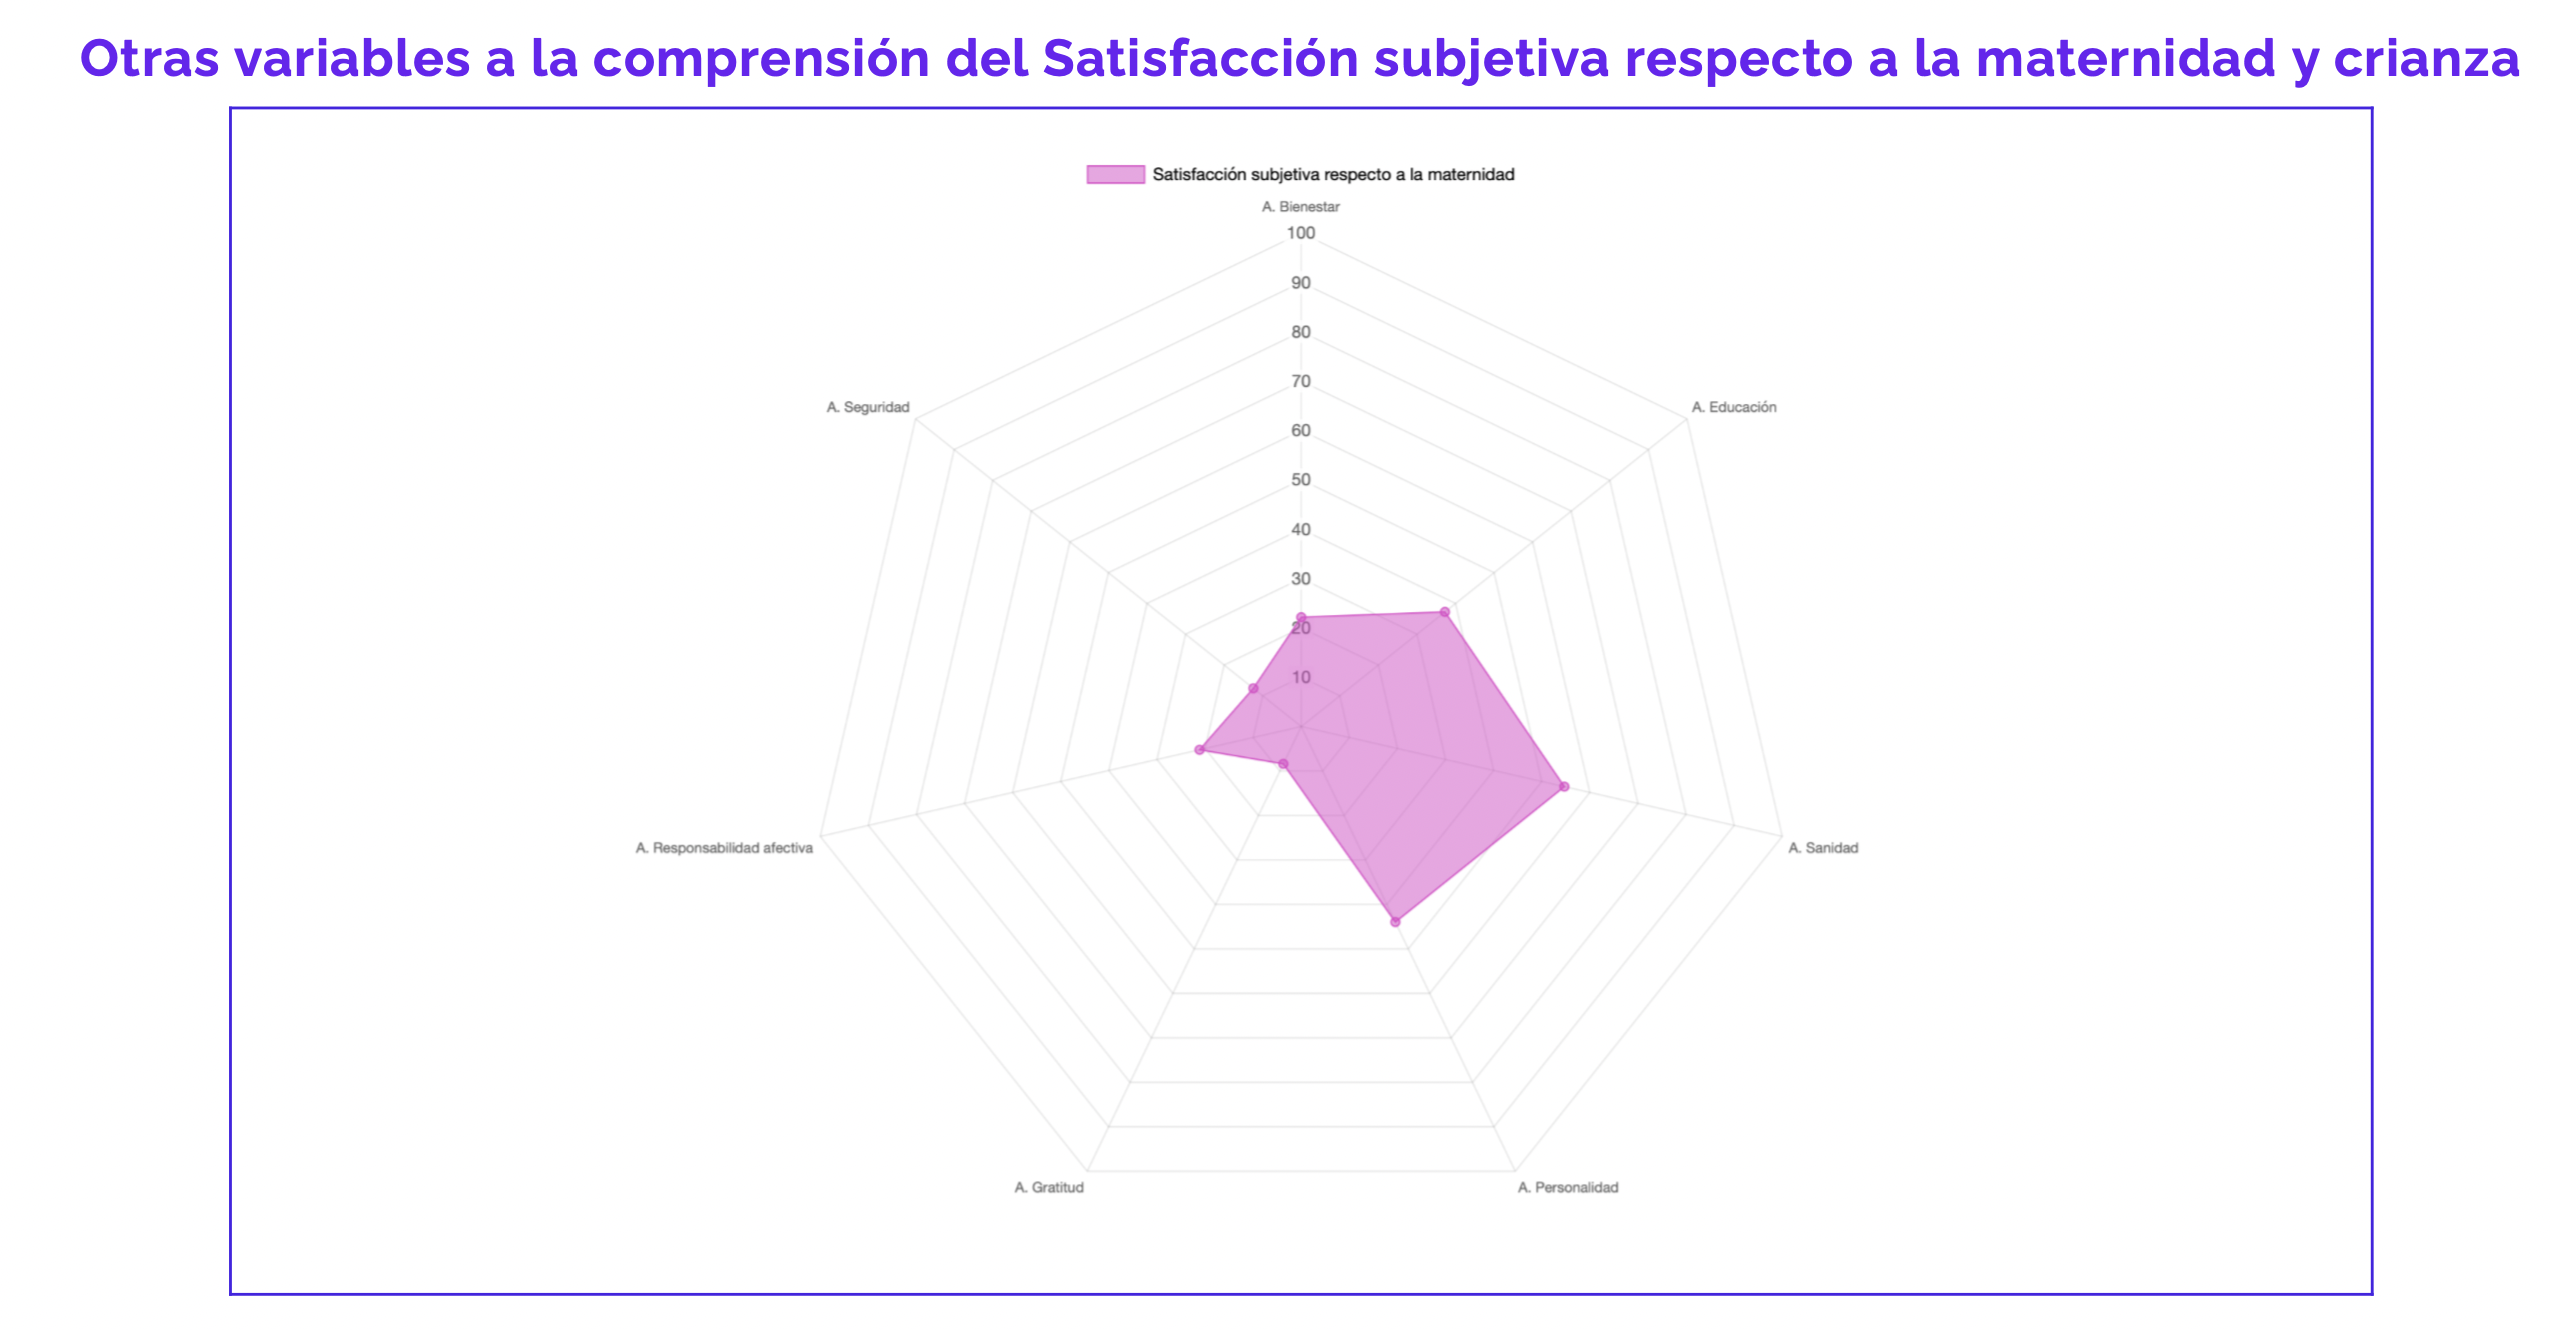 Otras variables a la comprensión del Satisfacción subjetiva respecto a la maternidad y crianza
Satisfacción subjetiva respecto a la maternidad
A. Bienestar
100
90
80
70
60
50
40
30
20
10
A. Seguridad
A. Educación
A. Responsabilidad afectiva
A. Sanidad
A. Gratitud
A. Personalidad